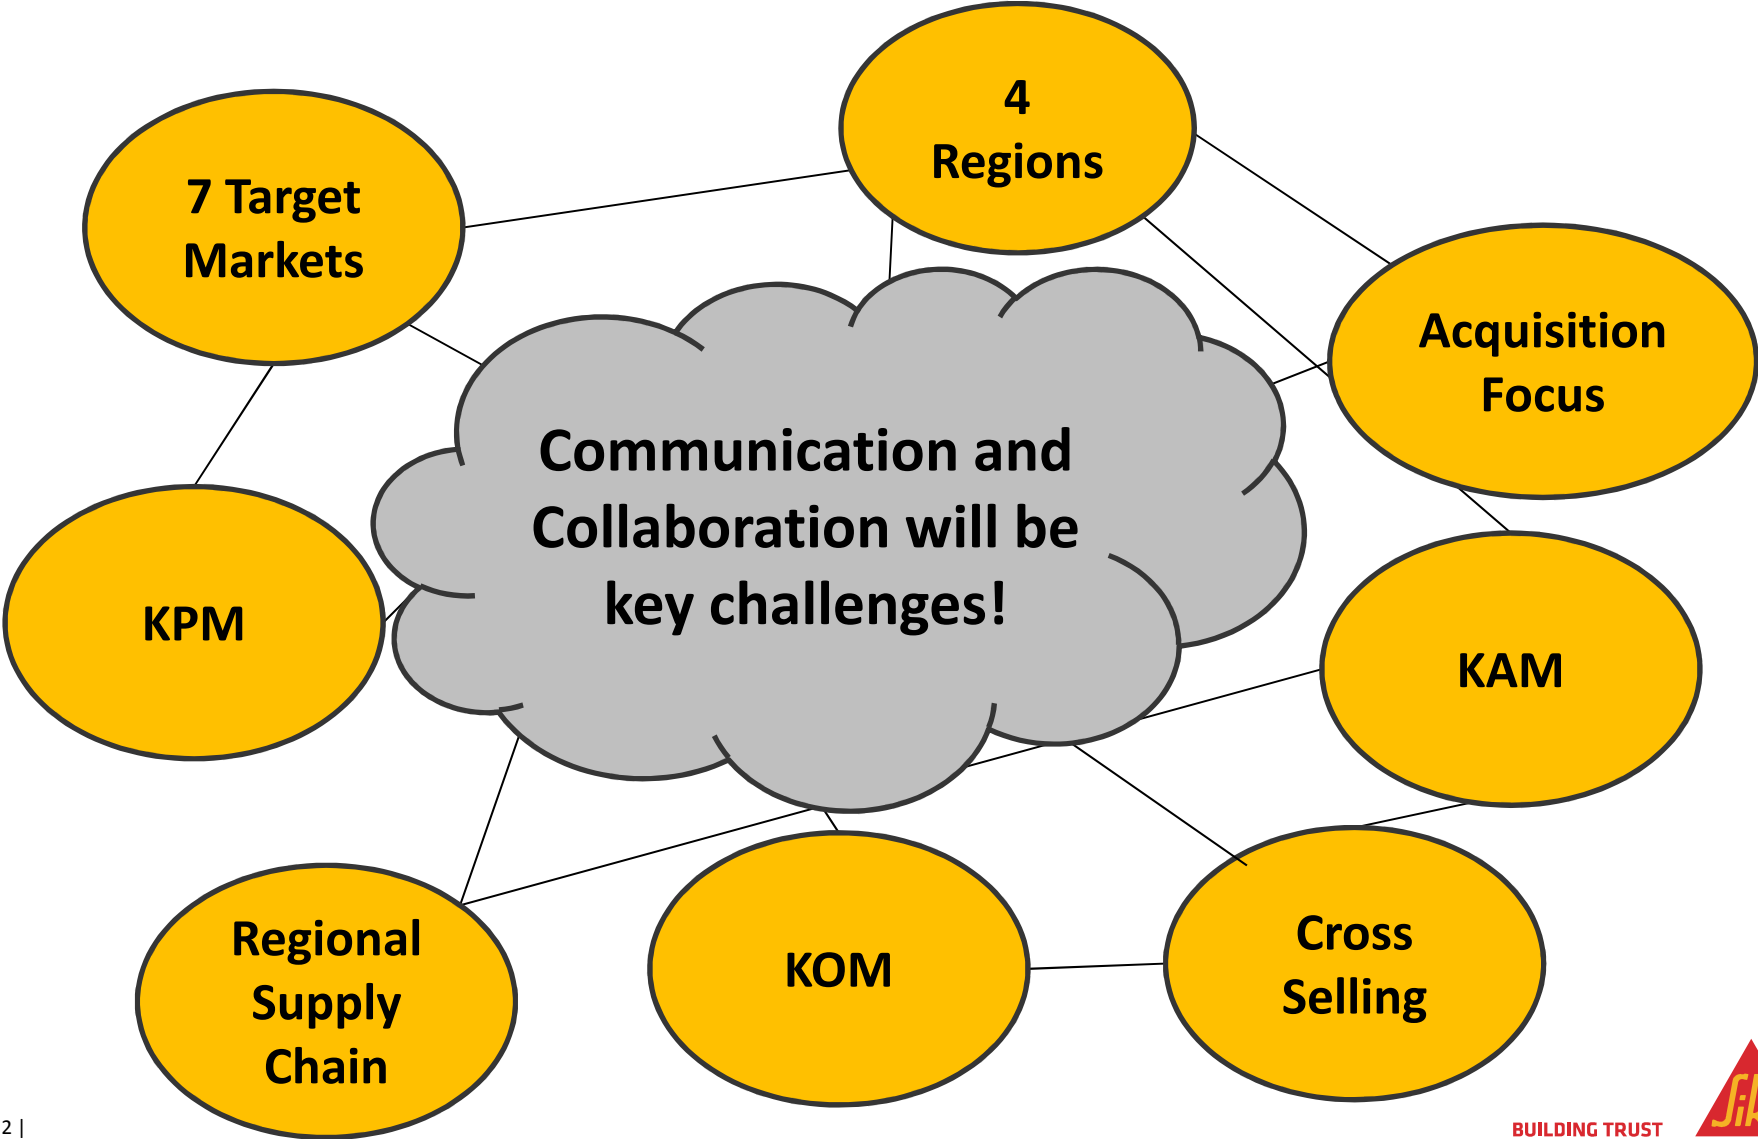 4
Regions
7 Target
Markets
Acquisition
Focus
Communication and
Collaboration will be
key challenges!
KPM
KAM
Regional
Supply
Chain
KOM
Cross
Selling
2 |
BUILDING TRUST